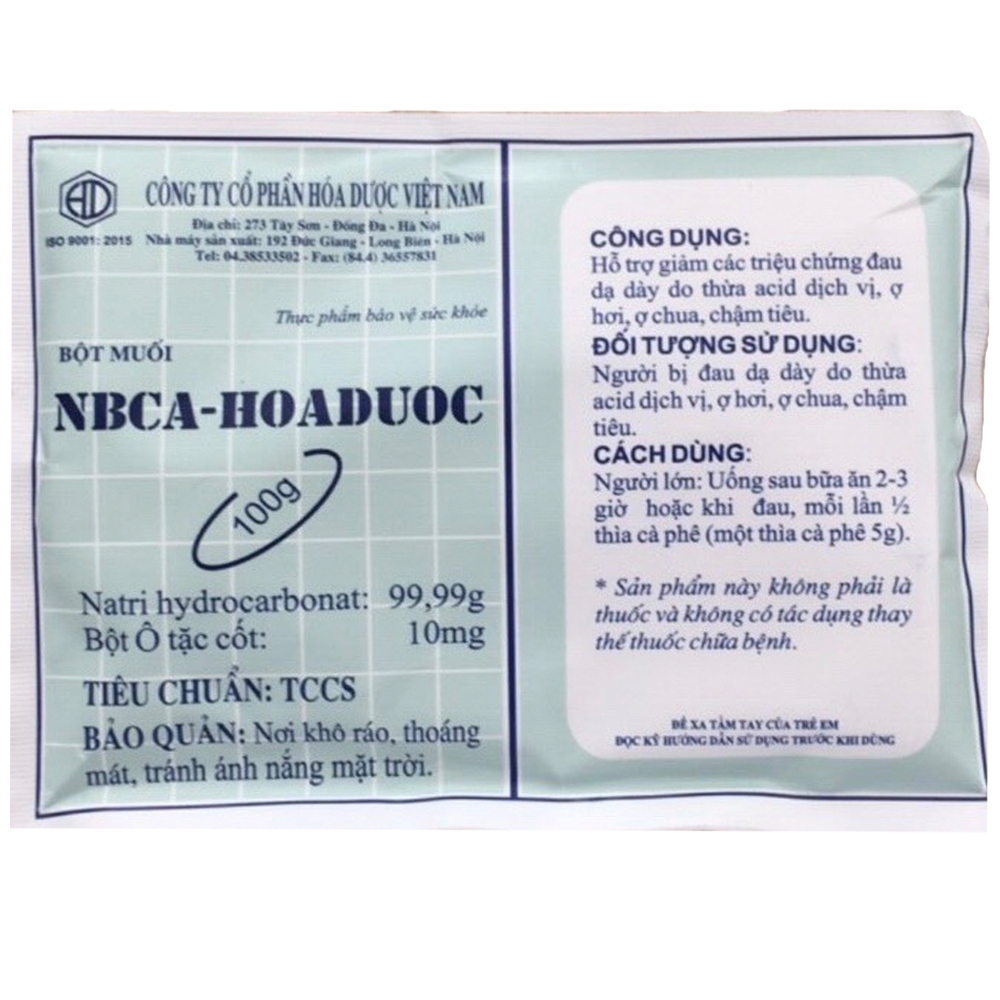 HD
CÔNG TY CỔ PHẦN HÓA DƯỢC VIỆT NAM
Địa chỉ: 273 Tây Sơn - Đống Đa - Hà Nội
ISO 9001: 2015
Nhà máy sản xuất: 192 Đức Giang - Long Biên - Hà Nội
Tel: 04.38533502 - Fax: (84.4) 36557831
Thực phẩm bảo vệ sức khỏe
BỘT MUỐI
NBCA-HOADUOC
100g
Natri hydrocarbonat: 99,99g
Bột Ô tặc cốt: 10mg
TIÊU CHUẨN: TCCS
BẢO QUẢN: Nơi khô ráo, thoáng
mát, tránh ánh nắng mặt trời.
CÔNG DỤNG:
Hỗ trợ giảm các triệu chứng đau
dạ dày do thừa acid dịch vị, ợ
hơi, ợ chua, chậm tiêu.
ĐỐI TƯỢNG SỬ DỤNG:
Người bị đau dạ dày do thừa
acid dịch vị, ợ hơi, ợ chua, chậm
tiêu.
CÁCH DÙNG:
Người lớn: Uống sau bữa ăn 2-3
giờ hoặc khi đau, mỗi lần ½
thìa cà phê (một thìa cà phê 5g).
* Sản phẩm này không phải là
thuốc và không có tác dụng thay
thế thuốc chữa bệnh.
ĐỂ XA TẦM TAY CỦA TRẺ EM
ĐỌC KỸ HƯỚNG DẪN SỬ DỤNG TRƯỚC KHI DÙNG